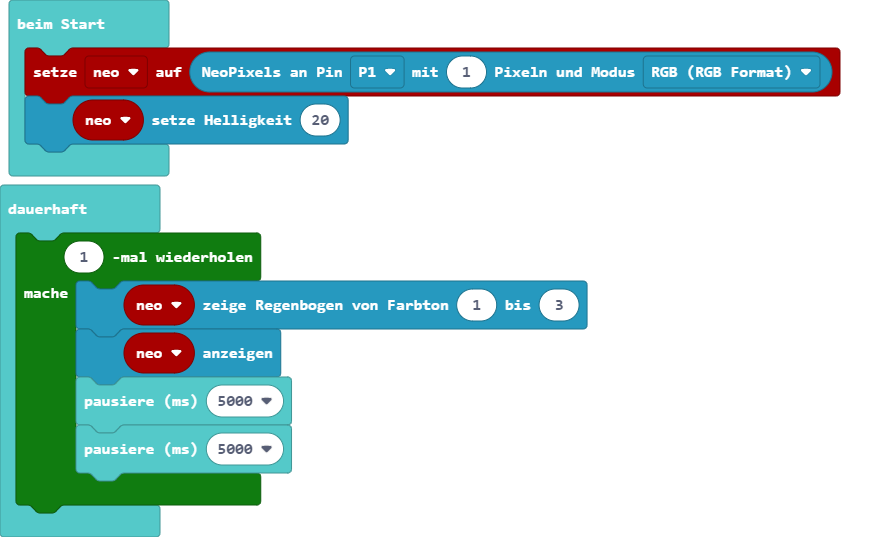 beim Start
setze neo auf NeoPixels an Pin P1 mit 1 Pixeln und Modus RGB (RGB Format)
neo setze Helligkeit 20
dauerhaft
1 -mal wiederholen
mache
neo zeige Regenbogen von Farbton 1 bis 3
neo anzeigen
pausiere (ms) 5000
pausiere (ms) 5000